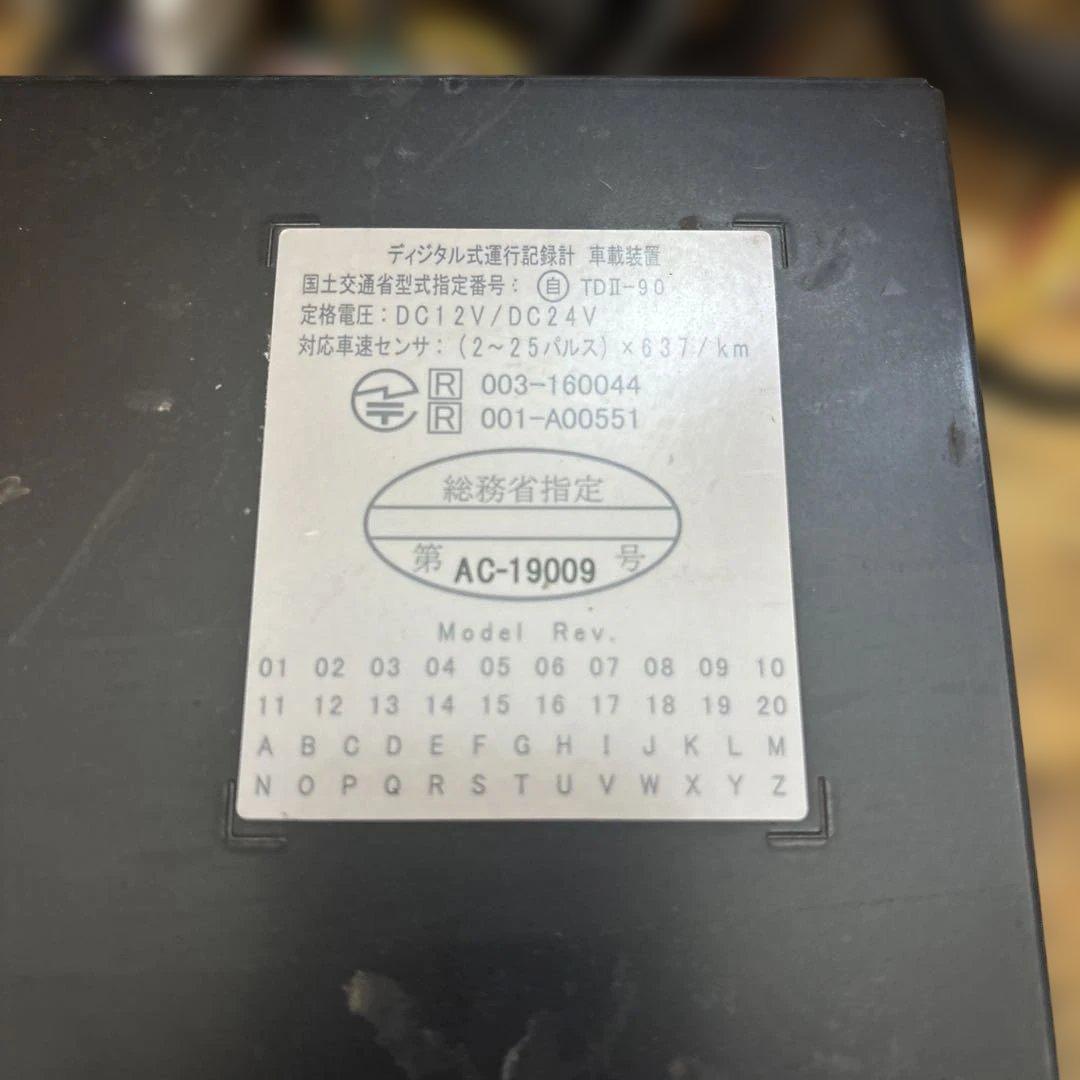 ディジタル式運行記録計 車載装置
国土交通省型式指定番号: ㊀自 TDⅡ-90
定格電圧:DC12V/DC24V
対応車速センサ:(2~25パルス)×637/km
R 003-160044
R 001-A00551
総務省指定
第 AC-19009 号
Model Rev.
01 02 03 04 05 06 07 08 09 10
11 12 13 14 15 16 17 18 19 20
A B C D E F G H I J K L M
N O P Q R S T U V W X Y Z